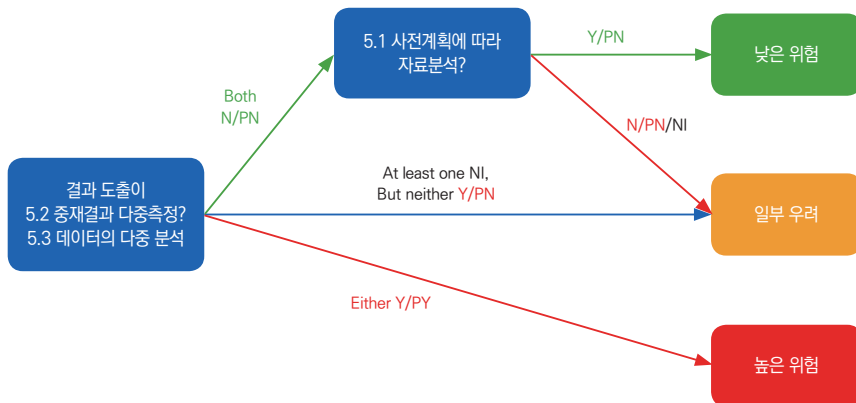 5.1 사전계획에 따라
자료분석?
Y/PN
낮은 위험
Both
N/PN
N/PN/NI
결과 도출이
5.2 중재결과 다중측정?
5.3 데이터의 다중 분석
At least one NI,
But neither Y/PN
일부 우려
Either Y/PY
높은 위험